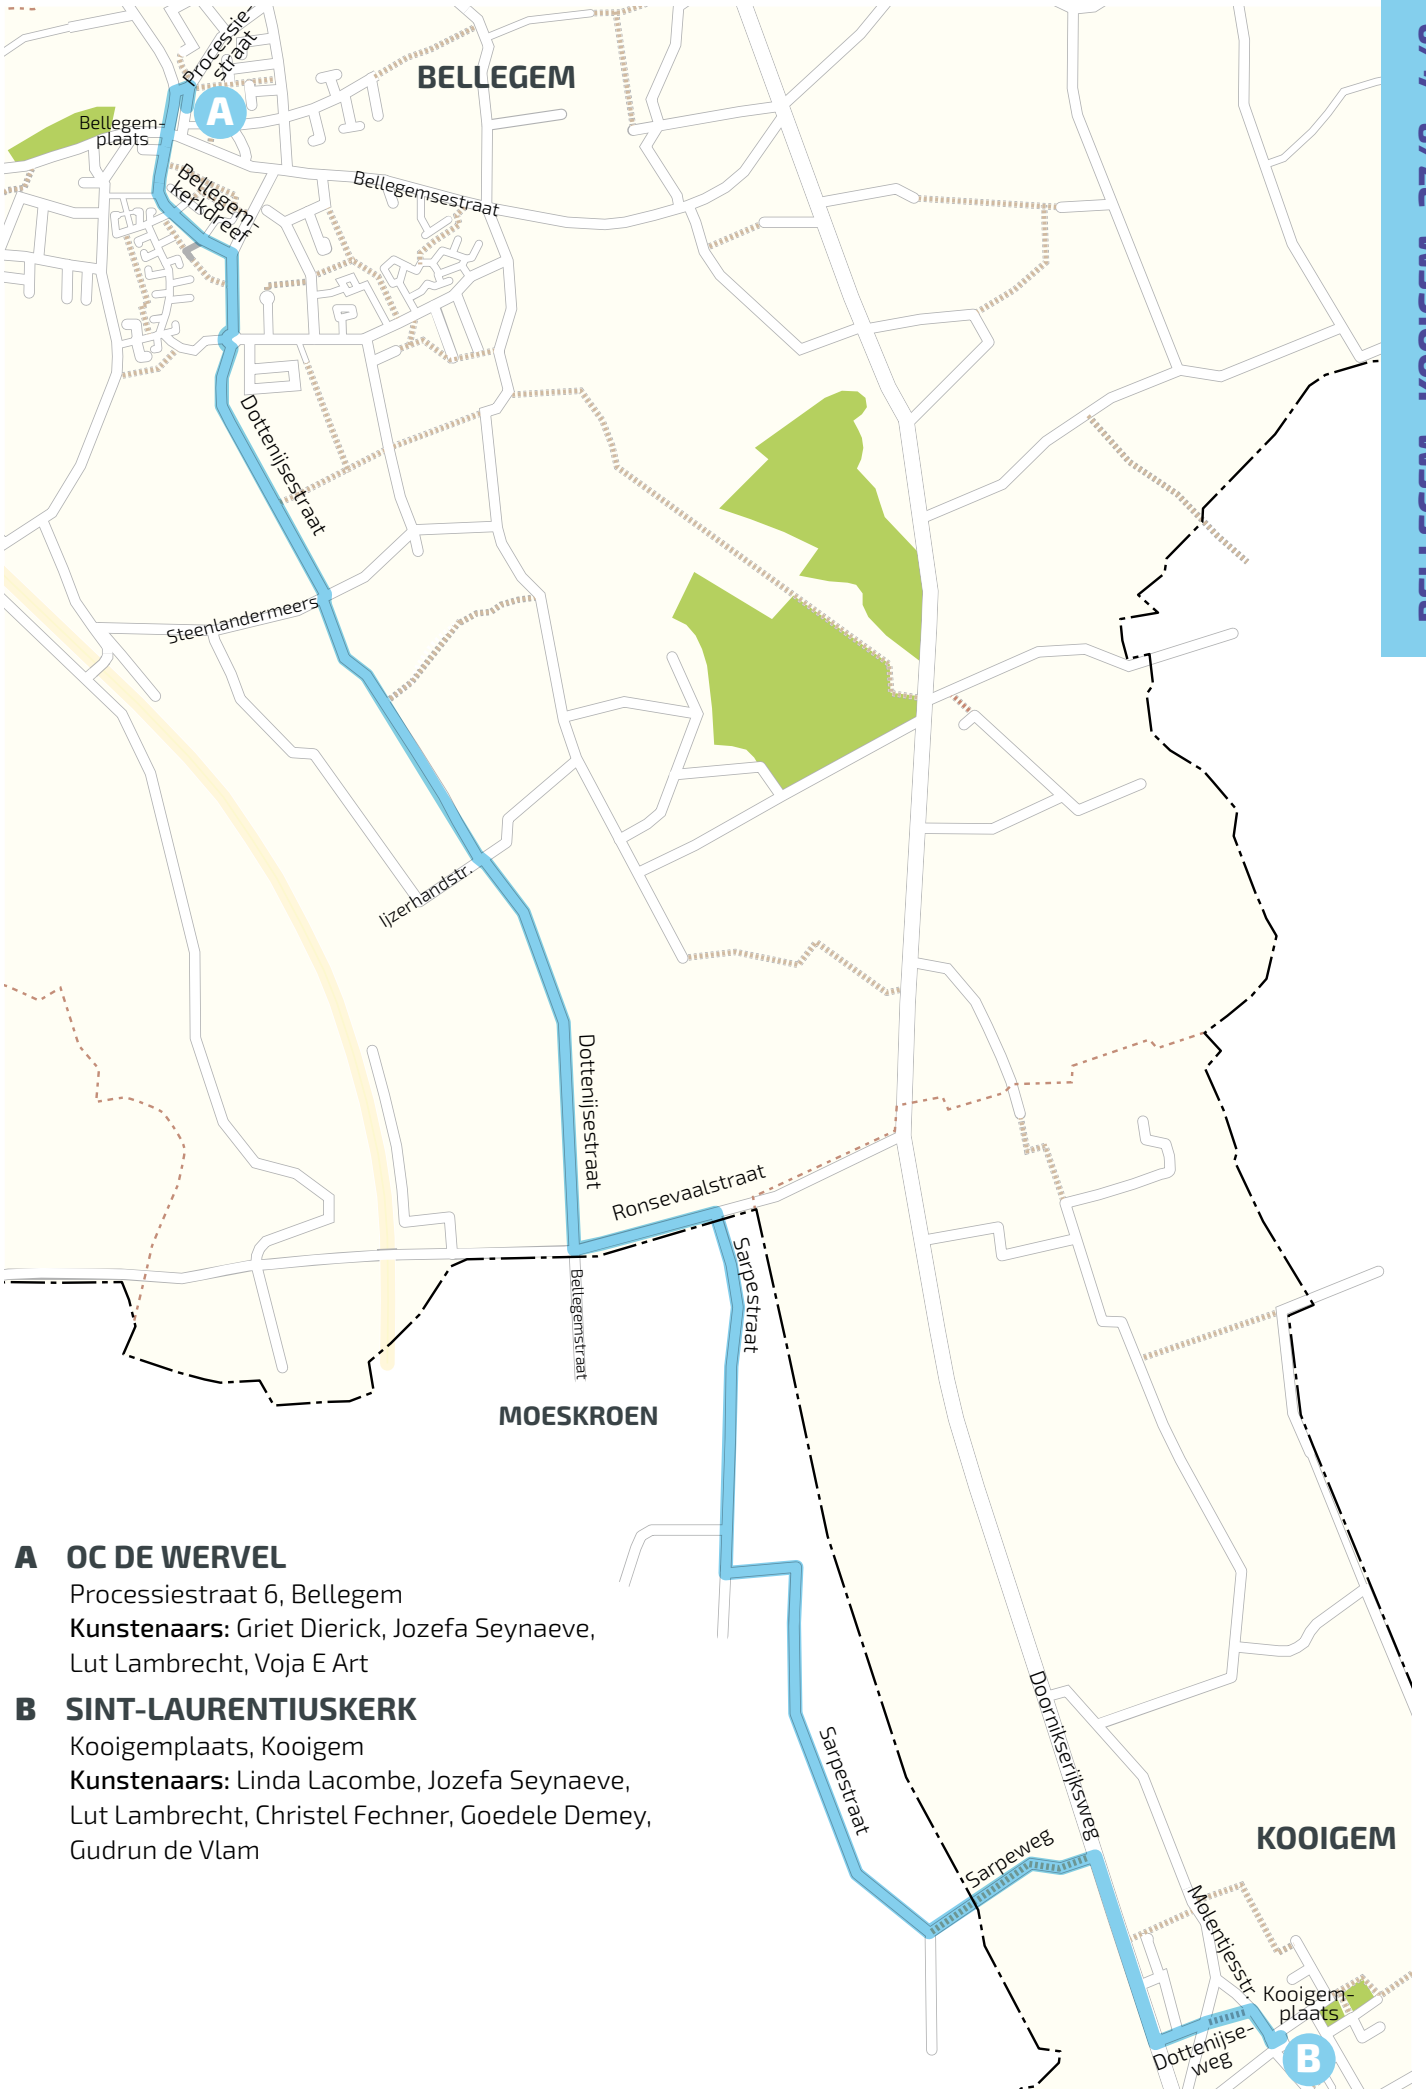 Processie-
straat
BELLEGEM
A
Bellegem-
plaats
Bellegem-
kerkdreef
Bellegemsestraat
Dottenijsestraat
Steenlandermeers
Ijzerhandstr.
Dottenijsestraat
Ronsevaalstraat
Sarpestraat
Bellegemstraat
MOESKROEN
A OC DE WERVEL
Processiestraat 6, Bellegem
Kunstenaars: Griet Dierick, Jozefa Seynaeve,
Lut Lambrecht, Voja E Art
B SINT-LAURENTIUSKERK
Kooigemplaats, Kooigem
Kunstenaars: Linda Lacombe, Jozefa Seynaeve,
Lut Lambrecht, Christel Fechner, Goedele Demey,
Gudrun de Vlam
Doornikserijksweg
Sarpestraat
Sarpeweg
KOOIGEM
Molentjesstr.
Kooigem-
plaats
Dottenijse-
weg
B